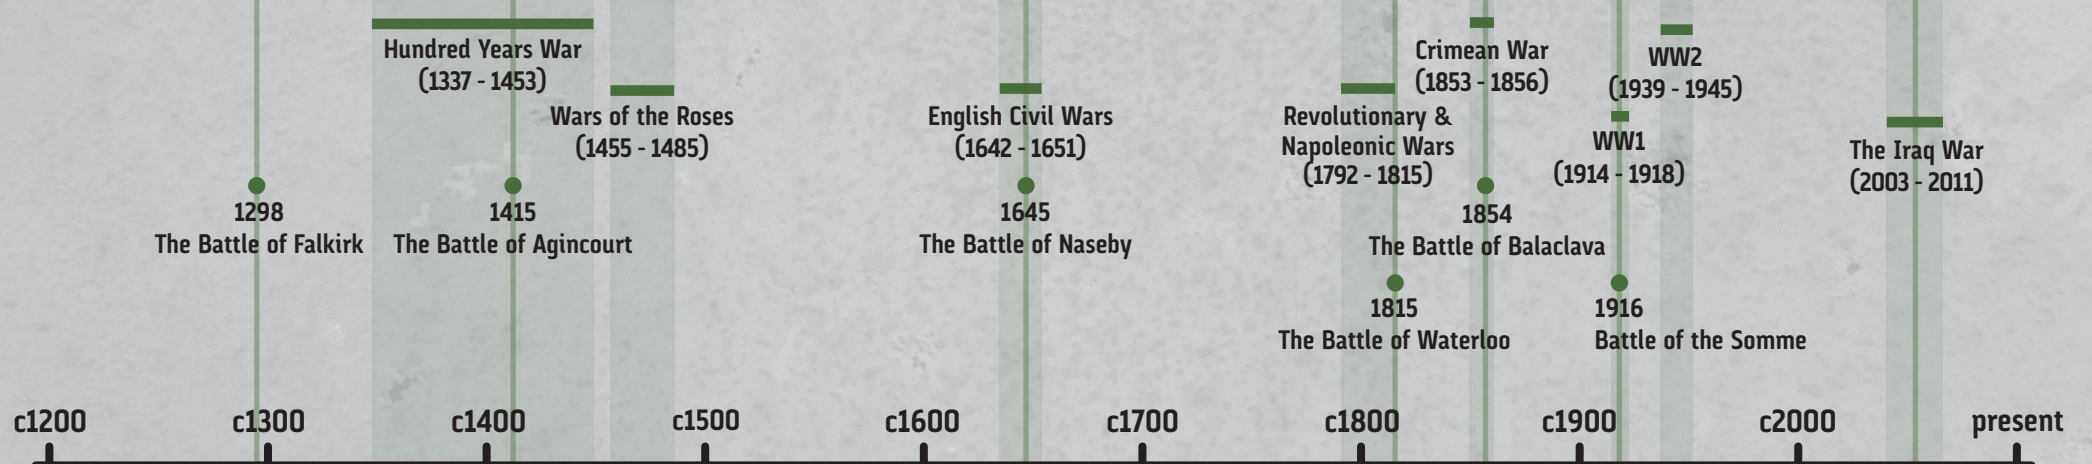 Hundred Years War
(1337 - 1453)
Wars of the Roses
(1455 - 1485)
English Civil Wars
(1642 - 1651)
Revolutionary &
Napoleonic Wars
(1792 - 1815)
Crimean War
(1853 - 1856)
WW2
(1939 - 1945)
WW1
(1914 - 1918)
The Iraq War
(2003 - 2011)
1298
The Battle of Falkirk
1415
The Battle of Agincourt
1645
The Battle of Naseby
1854
The Battle of Balaclava
1815
The Battle of Waterloo
1916
Battle of the Somme
c1200 c1300 c1400 c1500 c1600 c1700 c1800 c1900 c2000 present